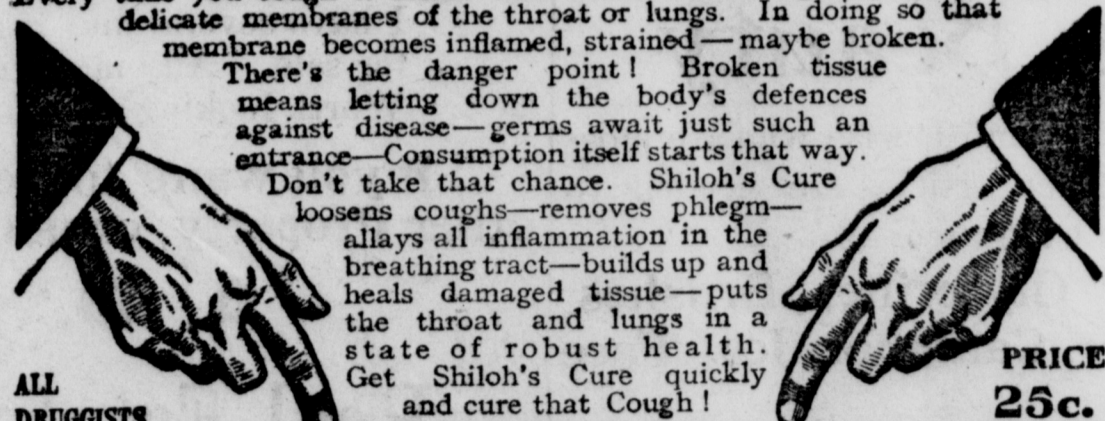 delicate membranes of the throat or lungs. In doing so that
membrane becomes inflamed, strained—maybe broken.
There's the danger point! Broken tissue
means letting down the body's defences
against disease—germs await just such an
entrance—Consumption itself starts that way.
Don't take that chance. Shiloh's Cure
loosens coughs—removes phlegm—
allays all inflammation in the
breathing tract—builds up and
heals damaged tissue—puts
the throat and lungs in a
state of robust health.
Get Shiloh's Cure quickly
and cure that Cough!
ALL
DRUGGISTS
PRICE
25c.